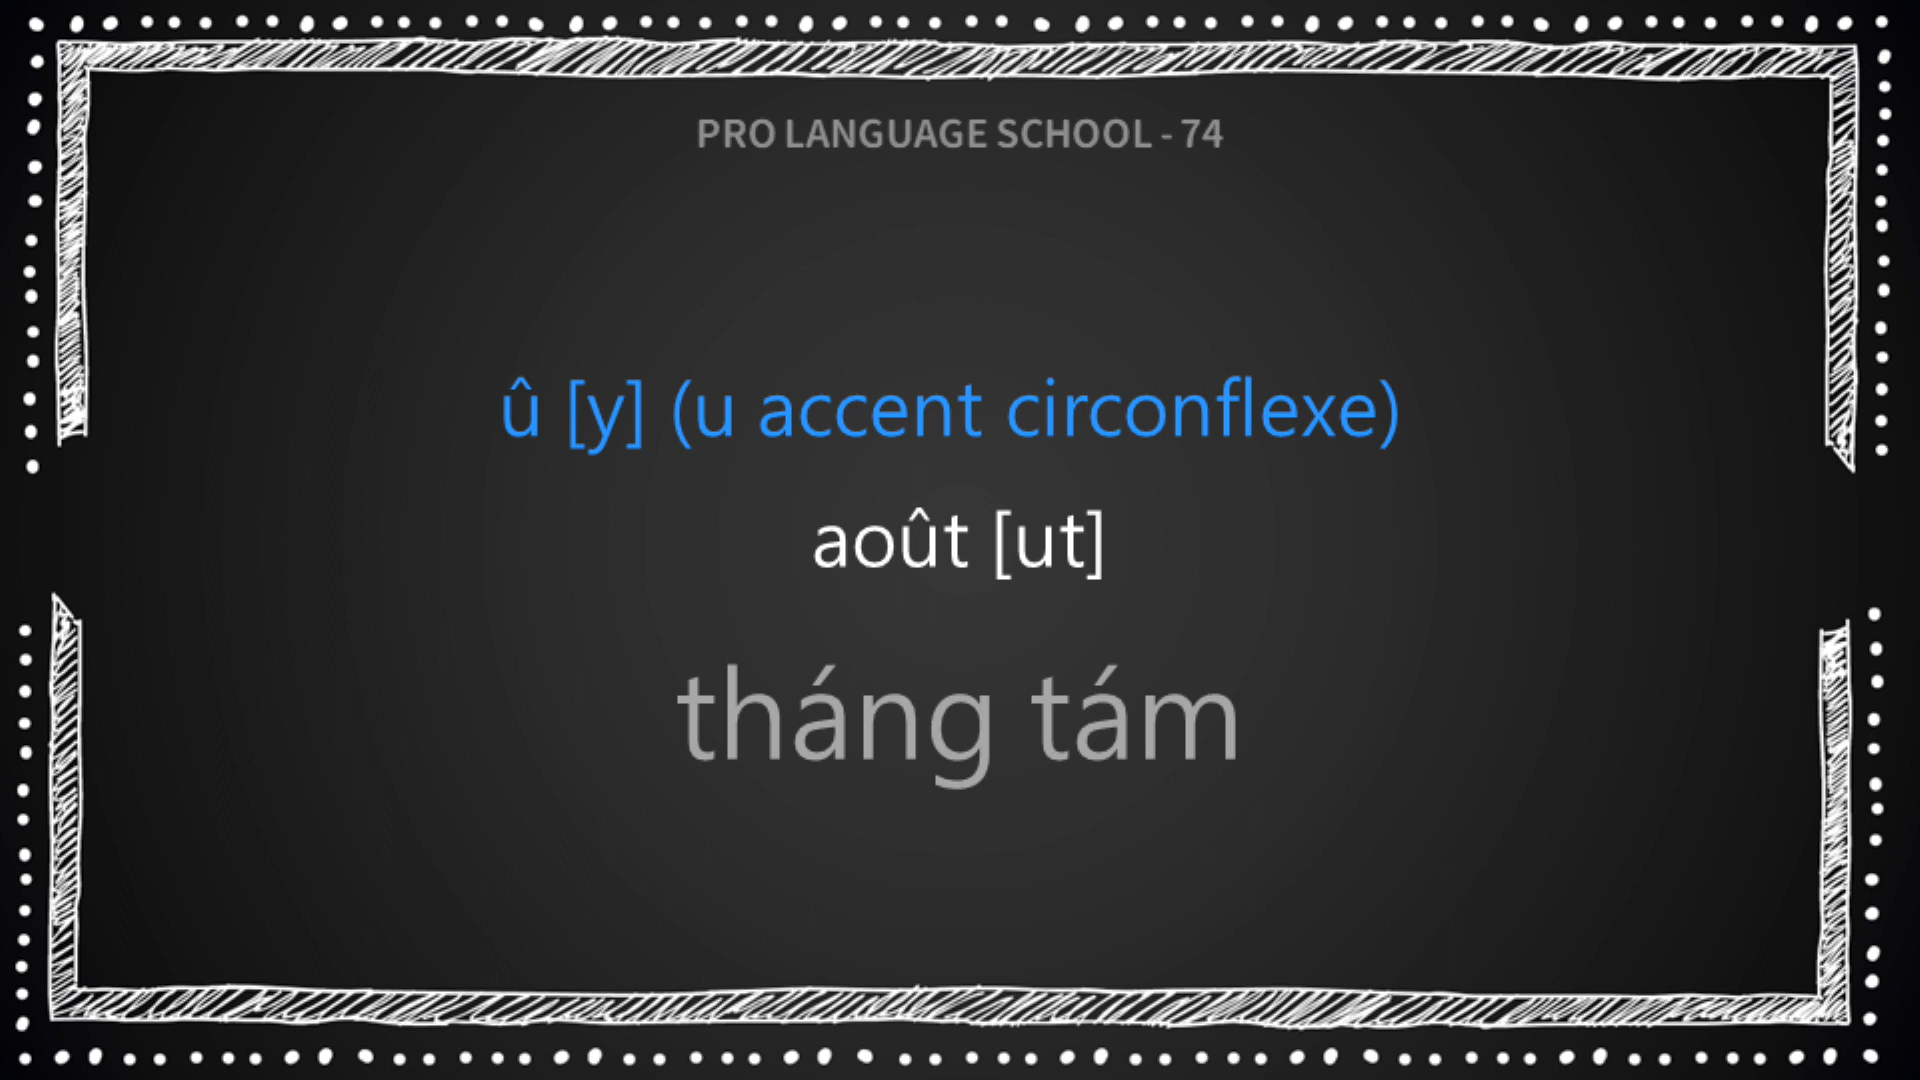 PRO LANGUAGE SCHOOL - 74
û [y] (u accent circonflexe)
août [ut]
tháng tám